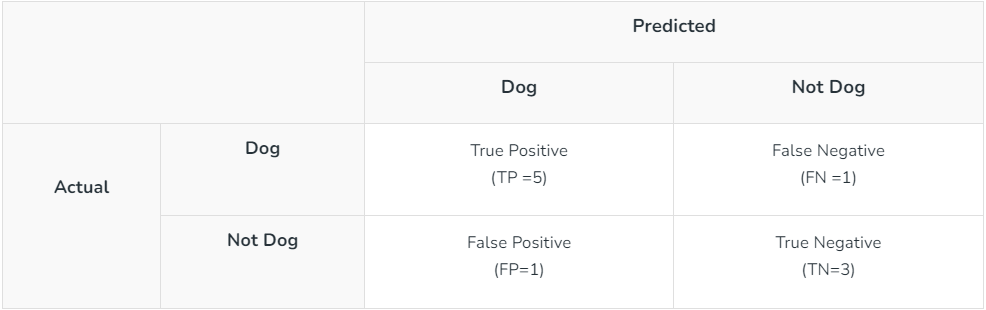 Predicted
Dog
Not Dog
Actual
Dog
True Positive
(TP =5)
False Negative
(FN =1)
Not Dog
False Positive
(FP=1)
True Negative
(TN=3)